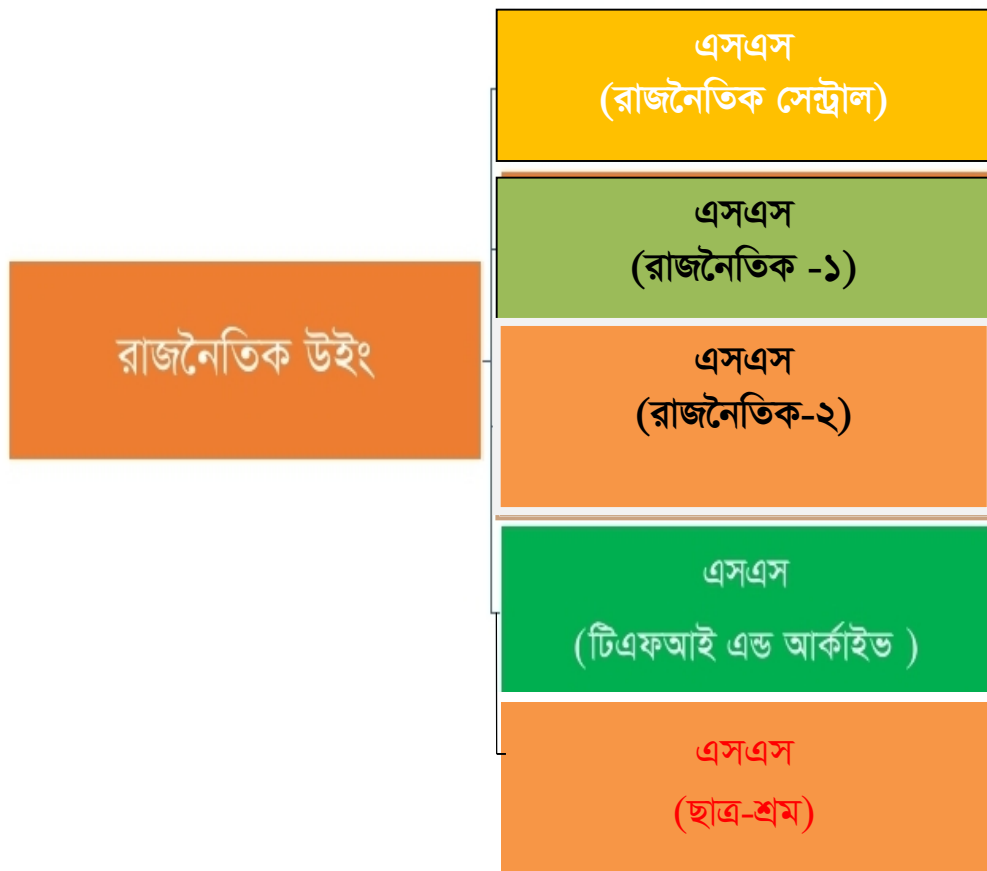 এসএস
(রাজনৈতিক সেন্ট্রাল)
এসএস
(রাজনৈতিক -১)
রাজনৈতিক উইং
এসএস
(রাজনৈতিক-২)
এসএস
(টিএফআই এন্ড আর্কাইভ )
এসএস
(ছাত্র-শ্রম)